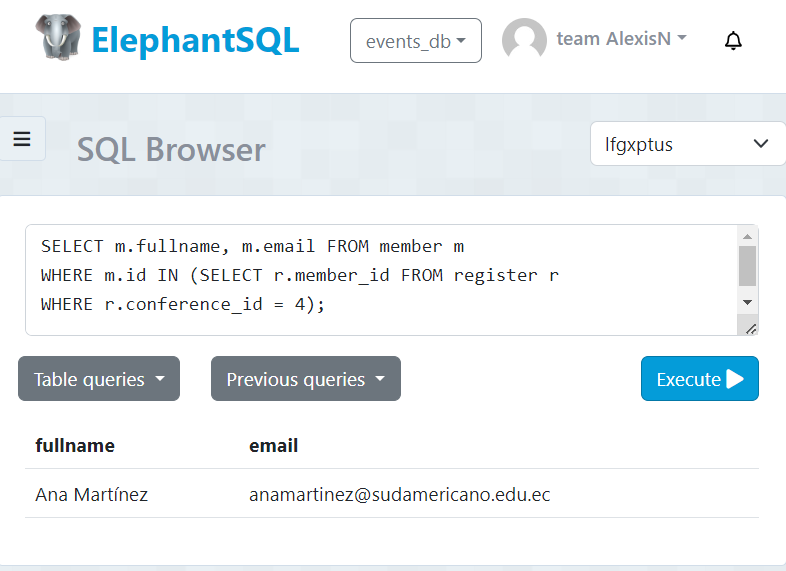 ElephantSQL
events_db
team AlexisN
SQL Browser
lfgxptus
SELECT m.fullname, m.email FROM member m
WHERE m.id IN (SELECT r.member_id FROM register r
WHERE r.conference_id = 4);
Table queries
Previous queries
Execute
fullname email
Ana Martínez anamartinez@sudamericano.edu.ec